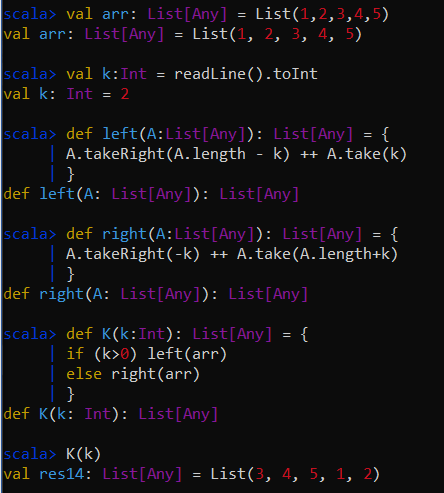 scala> val arr: List[Any] = List(1,2,3,4,5)
val arr: List[Any] = List(1, 2, 3, 4, 5)
scala> val k:Int = readLine().toInt
val k: Int = 2
scala> def left(A:List[Any]): List[Any] = {
| A.takeRight(A.length - k) ++ A.take(k)
| }
def left(A: List[Any]): List[Any]
scala> def right(A:List[Any]): List[Any] = {
| A.takeRight(-k) ++ A.take(A.length+k)
| }
def right(A: List[Any]): List[Any]
scala> def K(k:Int): List[Any] = {
| if (k>0) left(arr)
| else right(arr)
| }
def K(k: Int): List[Any]
scala> K(k)
val res14: List[Any] = List(3, 4, 5, 1, 2)